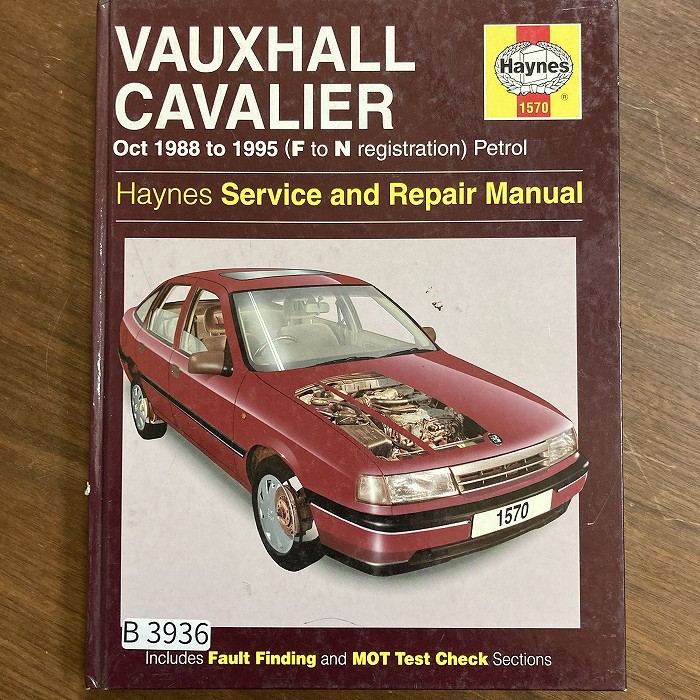 VAUXHALL
CAVALIER
Haynes
1570
®
Oct 1988 to 1995 (F to N registration) Petrol
Haynes Service and Repair Manual
1570
B 3936
Includes Fault Finding and MOT Test Check Sections